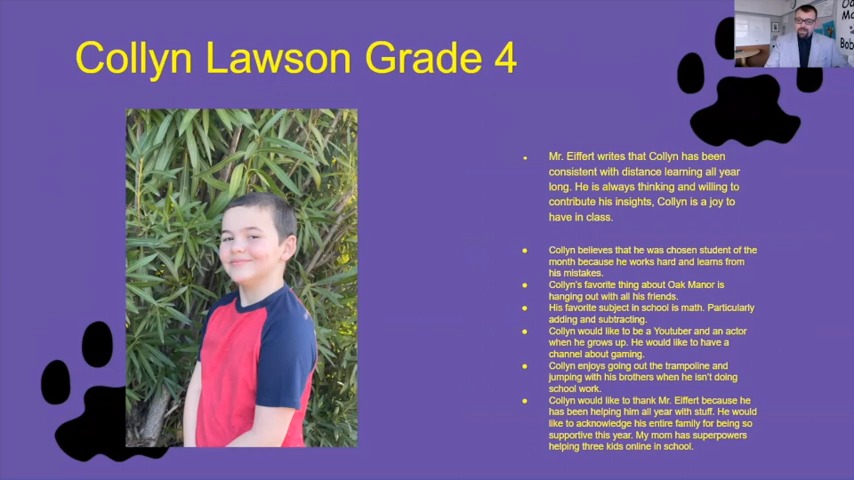 Collyn Lawson Grade 4
Mr. Eiffert writes that Collyn has been
consistent with distance learning all year
long. He is always thinking and willing to
contribute his insights, Collyn is a joy to
have in class.
Collyn believes that he was chosen student of the
month because he works hard and learns from
his mistakes.
Collyn's favorite thing about Oak Manor is
hanging out with all his friends.
His favorite subject in school is math. Particularly
adding and subtracting.
Collyn would like to be a Youtuber and an actor
when he grows up. He would like to have a
channel about gaming.
Collyn enjoys going out the trampoline and
jumping with his brothers when he isn't doing
school work.
Collyn would like to thank Mr. Eiffert because he
has been helping him all year with stuff. He would
like to acknowledge his entire family for being so
supportive this year. My mom has superpowers
helping three kids online in school.